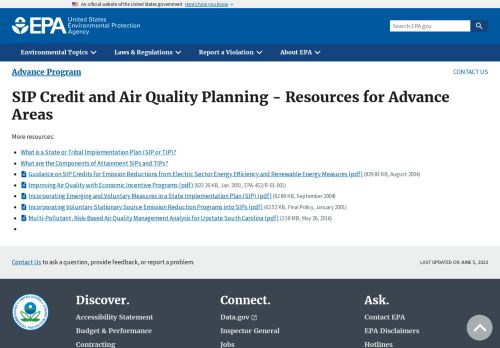 An official website of the United States government Here's how you know
EPA United States
Environmental Protection
Agency
Search EPA.gov
Environmental Topics Laws & Regulations Report a Violation About EPA
Advance Program
CONTACT US
SIP Credit and Air Quality Planning - Resources for Advance
Areas
More resources:
What is a State or Tribal Implementation Plan (SIP or TIP)?
What are the Components of Attainment SIPs and TIPs?
Guidance on SIP Credits for Emission Reductions from Electric Sector Energy Efficiency and Renewable Energy Measures (pdf) (829.83 KB, August 2004)
Improving Air Quality with Economic Incentive Programs (pdf) (823.26 KB, Jan. 2001, EPA-452/R-01-001)
Incorporating Emerging and Voluntary Measures in a State Implementation Plan (SIP) (pdf) (62.89 KB, September 2004)
Incorporating Voluntary Stationary Source Emission Reduction Programs into SIPs (pdf) (62.52 KB, Final Policy, January 2001)
Multi-Pollutant, Risk-Based Air Quality Management Analysis for Upstate South Carolina (pdf) (2.58 MB, May 26, 2016)
Contact Us to ask a question, provide feedback, or report a problem.
LAST UPDATED ON JUNE 5, 2023
Discover. Connect. Ask.
Accessibility Statement Data.gov Contact EPA
Budget & Performance Inspector General EPA Disclaimers
Contracting Jobs Hotlines